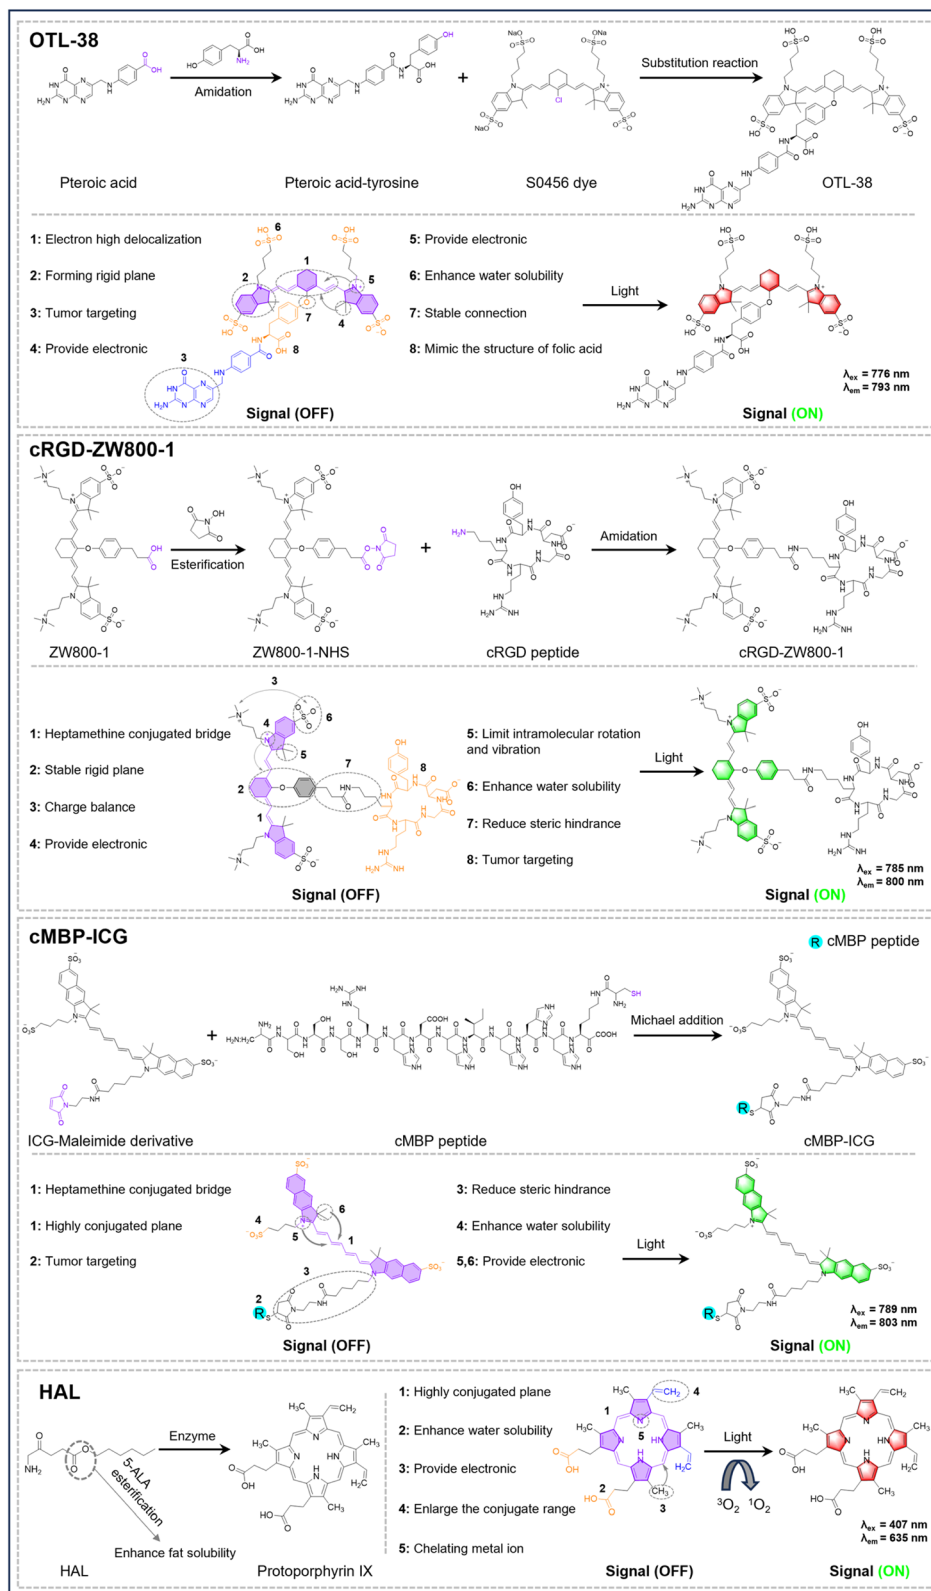 OTL-38
Amidation
Substitution reaction
Pteroic acid
Pteroic acid-tyrosine
S0456 dye
OTL-38
1: Electron high delocalization
2: Forming rigid plane
3: Tumor targeting
4: Provide electronic
5: Provide electronic
6: Enhance water solubility
7: Stable connection
8: Mimic the structure of folic acid
Signal (OFF)
Light
λex = 776 nm
λem = 793 nm
Signal (ON)
cRGD-ZW800-1
Esterification
Amidation
ZW800-1
ZW800-1-NHS
cRGD peptide
cRGD-ZW800-1
1: Heptamethine conjugated bridge
2: Stable rigid plane
3: Charge balance
4: Provide electronic
5: Limit intramolecular rotation
and vibration
6: Enhance water solubility
7: Reduce steric hindrance
8: Tumor targeting
Signal (OFF)
Light
λex = 785 nm
λem = 800 nm
Signal (ON)
cMBP-ICG
R cMBP peptide
Michael addition
ICG-Maleimide derivative
cMBP peptide
cMBP-ICG
1: Heptamethine conjugated bridge
1: Highly conjugated plane
2: Tumor targeting
3: Reduce steric hindrance
4: Enhance water solubility
5,6: Provide electronic
Signal (OFF)
Light
λex = 789 nm
λem = 803 nm
Signal (ON)
HAL
Enzyme
5-ALA
esterification
Enhance fat solubility
HAL
Protoporphyrin IX
1: Highly conjugated plane
2: Enhance water solubility
3: Provide electronic
4: Enlarge the conjugate range
5: Chelating metal ion
Signal (OFF)
Light
³O₂ ¹O₂
λex = 407 nm
λem = 635 nm
Signal (ON)